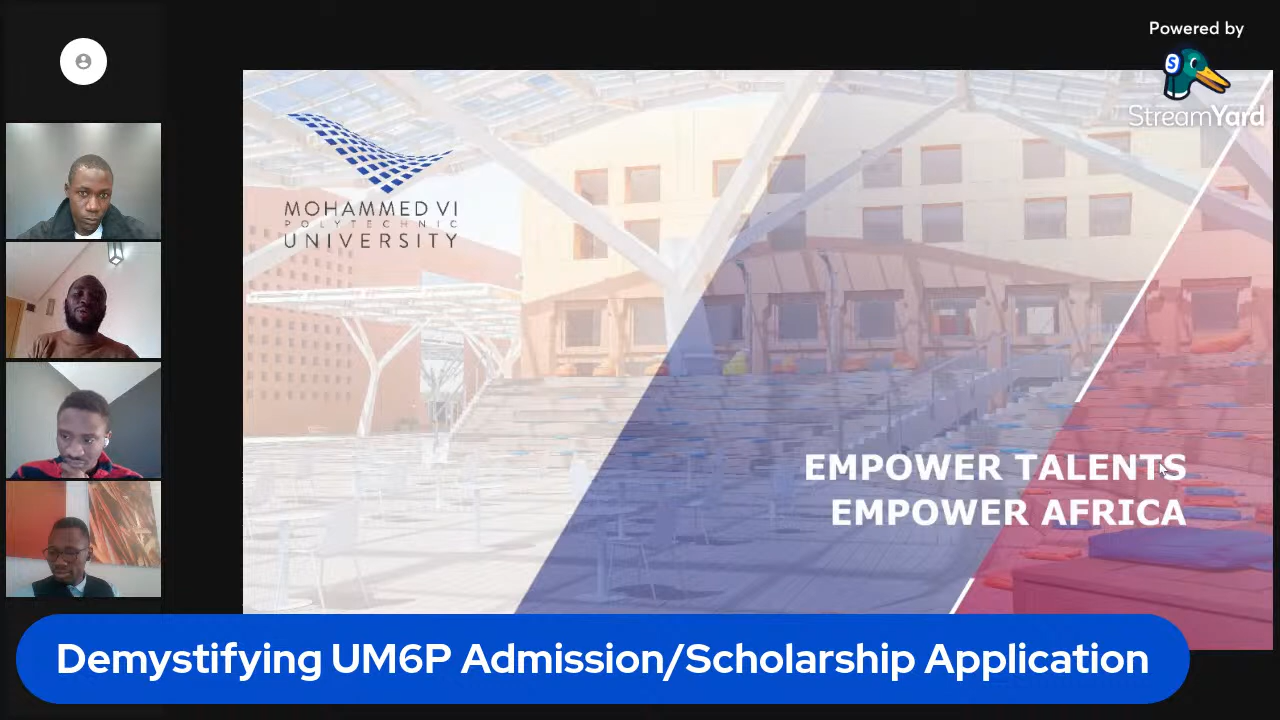 Powered by
S
StreamYard
MOHAMMED VI
POLYTECHNIC
UNIVERSITY
EMPOWER TALENTS
EMPOWER AFRICA
Demystifying UM6P Admission/Scholarship Application